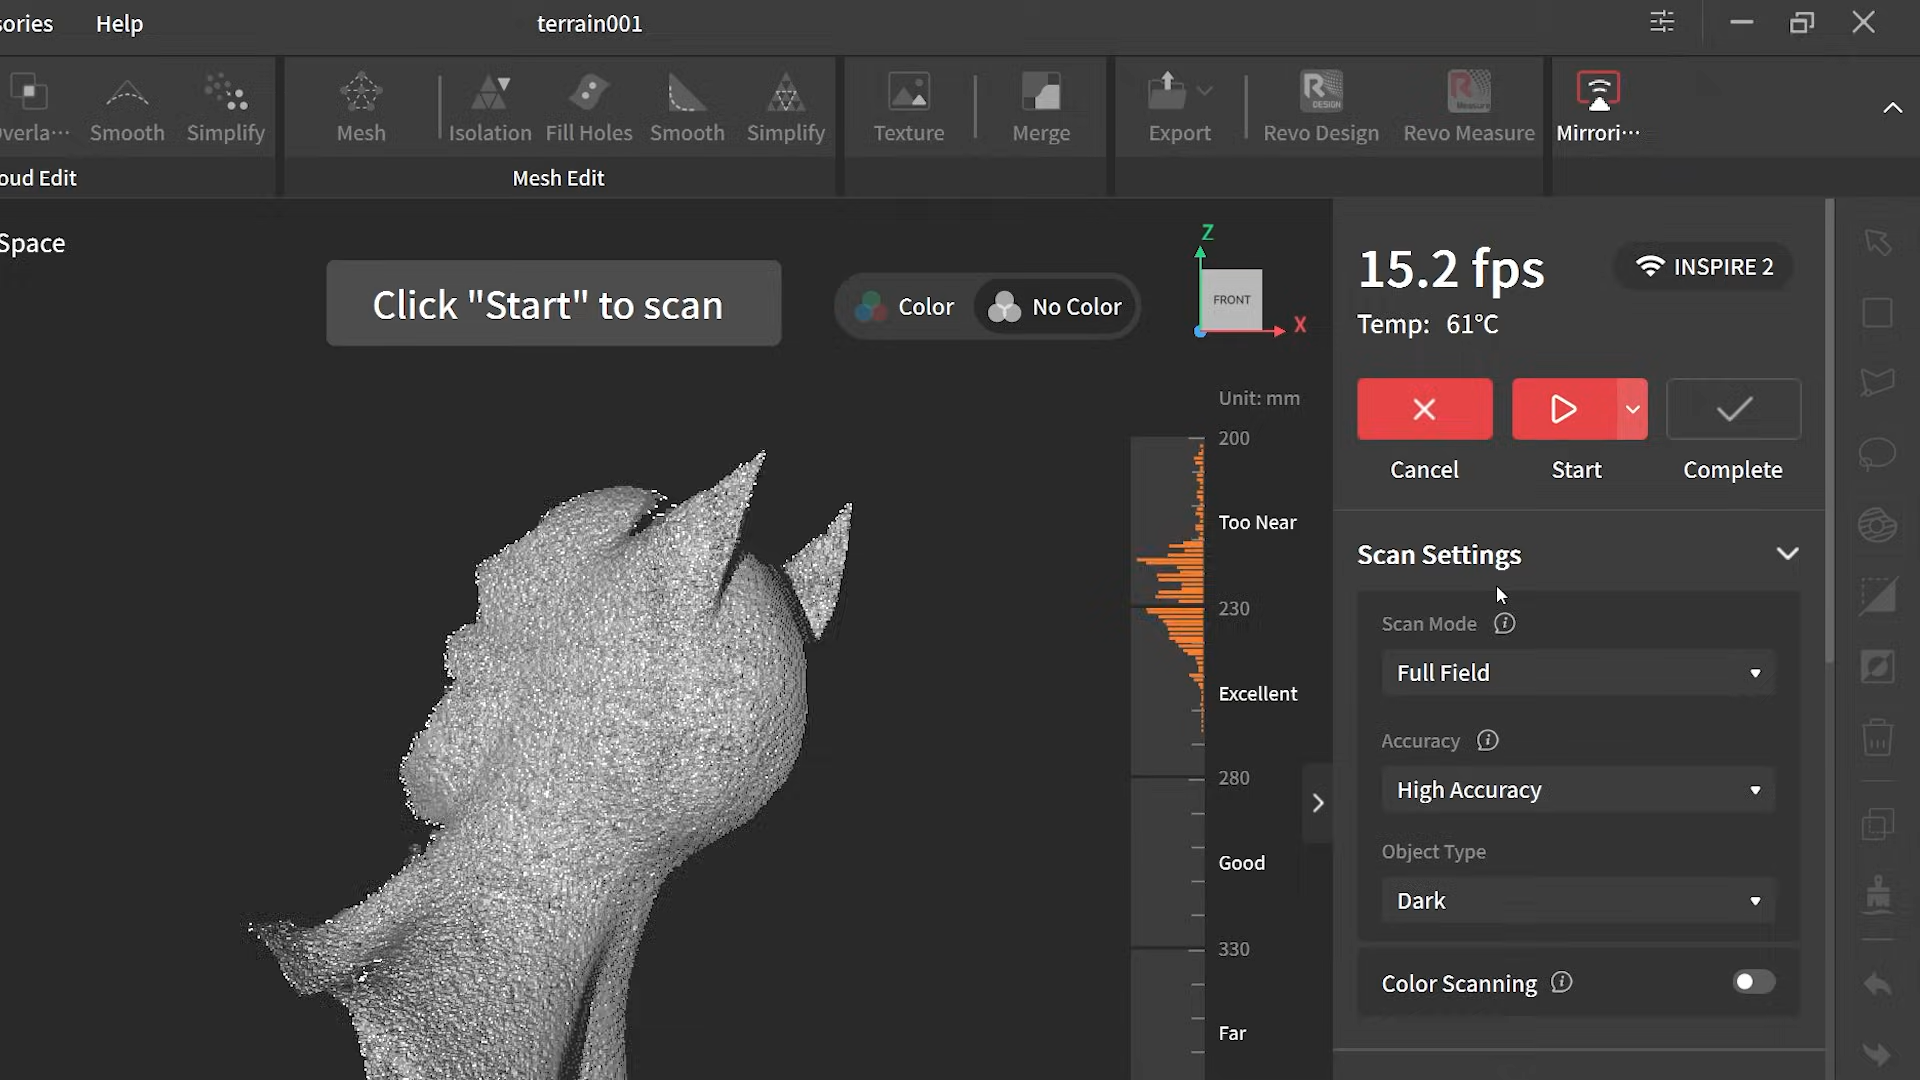 sories Help terrain001
Overla··· Smooth Simplify Mesh Isolation Fill Holes Smooth Simplify Texture Merge Export Revo Design Revo Measure Mirrori···
oud Edit Mesh Edit
Space
Click "Start" to scan
Color No Color
Z
FRONT
X
15.2 fps INSPIRE 2
Temp: 61°C
Cancel Start Complete
Unit: mm
200
Too Near
230
Excellent
280
Good
330
Far
Scan Settings
Scan Mode
Full Field
Accuracy
High Accuracy
Object Type
Dark
Color Scanning